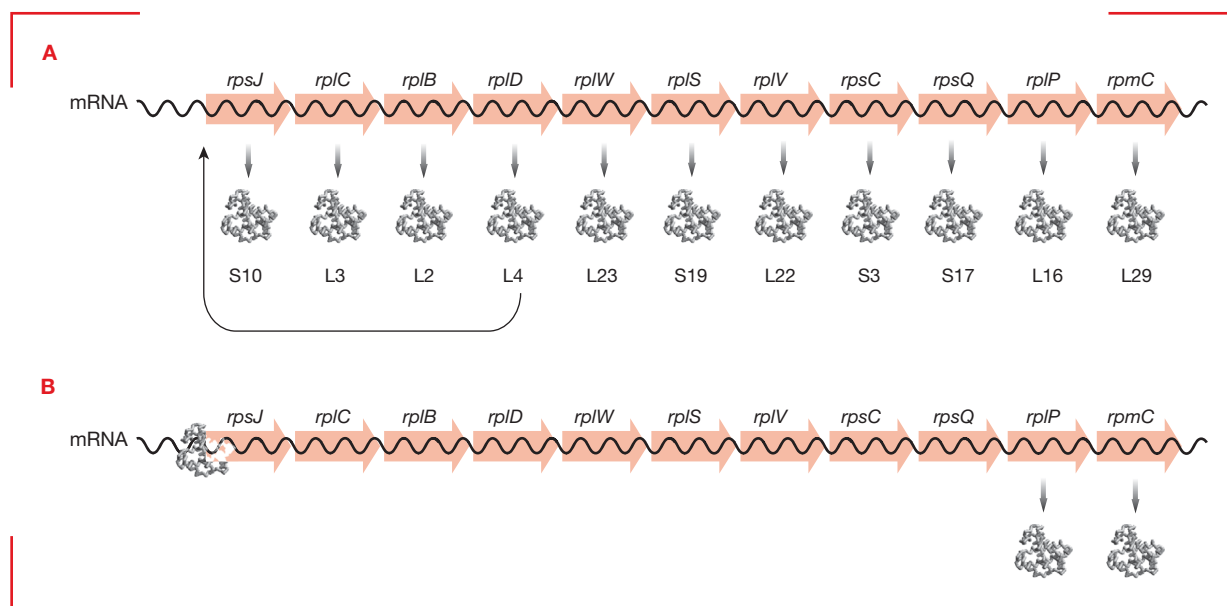 A
rpsJ rplC rplB rplD rplW rplS rplV rpsC rpsQ rplP rpmC
mRNA
S10 L3 L2 L4 L23 S19 L22 S3 S17 L16 L29
B
rpsJ rplC rplB rplD rplW rplS rplV rpsC rpsQ rplP rpmC
mRNA